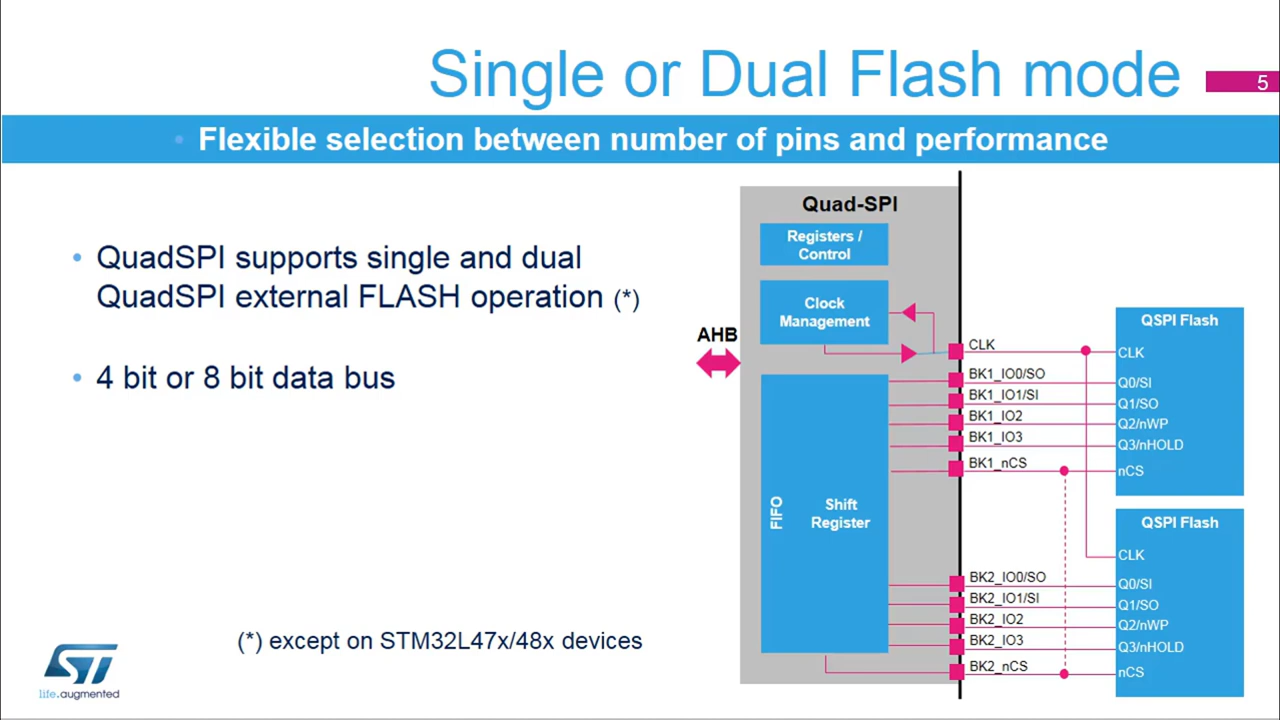 Single or Dual Flash mode
5
• Flexible selection between number of pins and performance
• QuadSPI supports single and dual
QuadSPI external FLASH operation (*)
• 4 bit or 8 bit data bus
(*) except on STM32L47x/48x devices
ST
life.augmented
Quad-SPI
Registers /
Control
Clock
Management
AHB
FIFO
Shift
Register
CLK
BK1_IO0/SO
BK1_IO1/SI
BK1_IO2
BK1_IO3
BK1_nCS
BK2_IO0/SO
BK2_IO1/SI
BK2_IO2
BK2_IO3
BK2_nCS
QSPI Flash
CLK
Q0/SI
Q1/SO
Q2/nWP
Q3/nHOLD
nCS
QSPI Flash
CLK
Q0/SI
Q1/SO
Q2/nWP
Q3/nHOLD
nCS